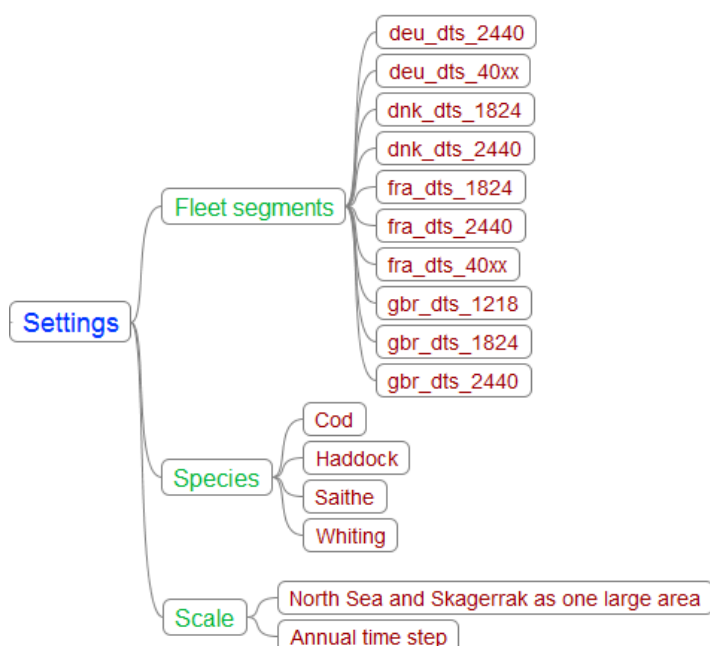 Settings
Fleet segments
deu_dts_2440
deu_dts_40xx
dnk_dts_1824
dnk_dts_2440
fra_dts_1824
fra_dts_2440
fra_dts_40xx
gbr_dts_1218
gbr_dts_1824
gbr_dts_2440
Species
Cod
Haddock
Saithe
Whiting
Scale
North Sea and Skagerrak as one large area
Annual time step